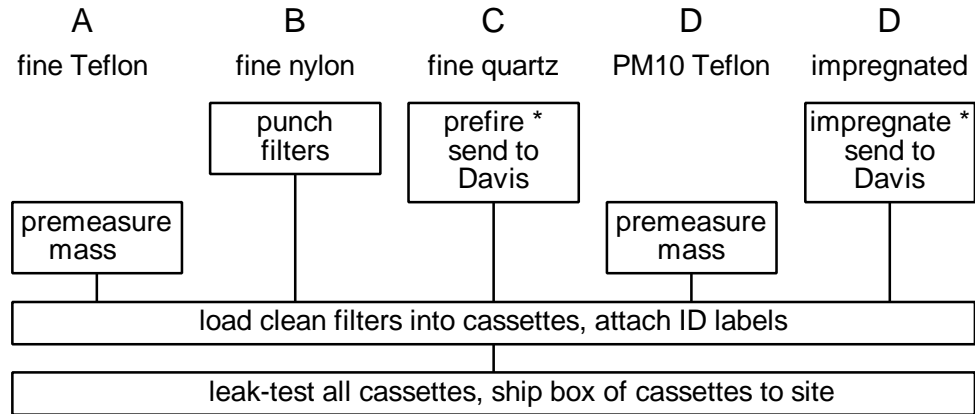 A B C D D
fine Teflon fine nylon fine quartz PM10 Teflon impregnated
punch
filters
prefire *
send to
Davis
impregnate *
send to
Davis
premeasure
mass
premeasure
mass
load clean filters into cassettes, attach ID labels
leak-test all cassettes, ship box of cassettes to site